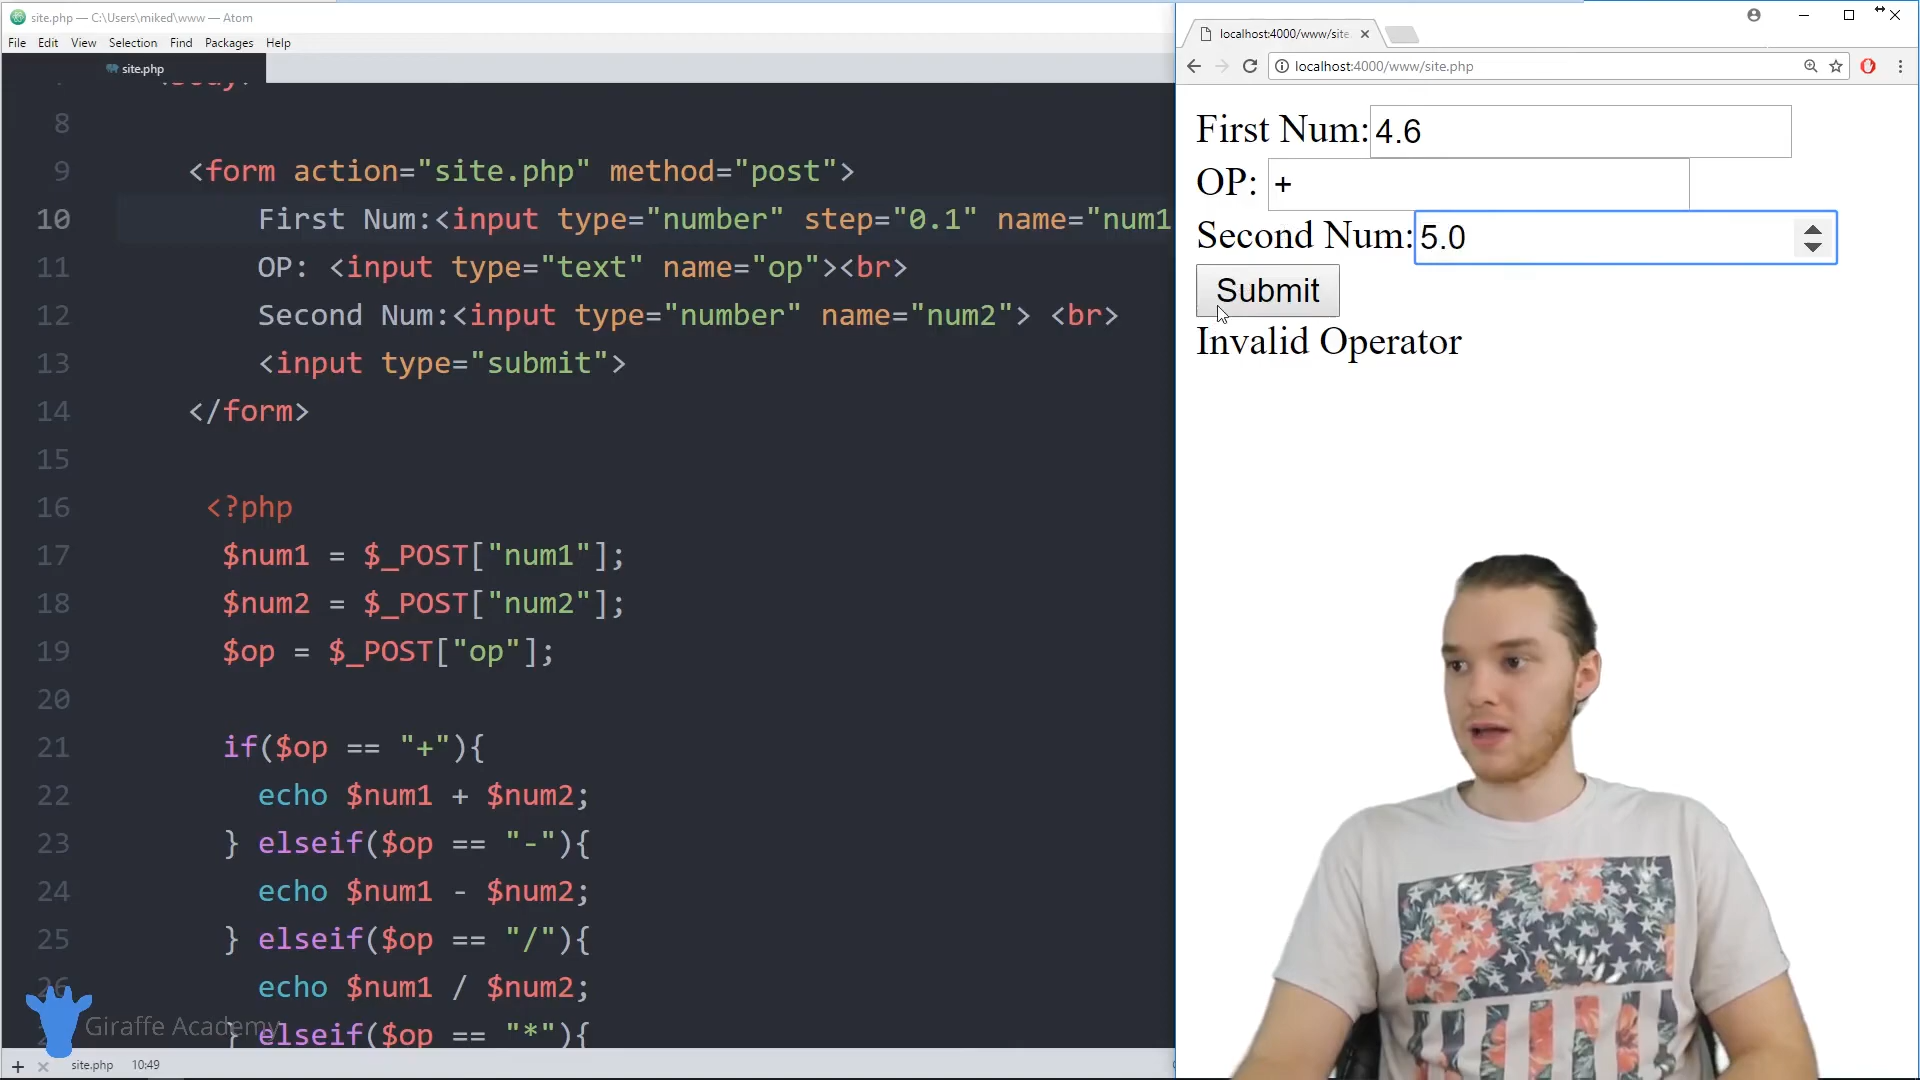 site.php — C:\Users\miked\www — Atom
File Edit View Selection Find Packages Help
site.php
8
9 <form action="site.php" method="post">
10 First Num:<input type="number" step="0.1" name="num1
11 OP: <input type="text" name="op"><br>
12 Second Num:<input type="number" name="num2"> <br>
13 <input type="submit">
14 </form>
15
16 <?php
17 $num1 = $_POST["num1"];
18 $num2 = $_POST["num2"];
19 $op = $_POST["op"];
20
21 if($op == "+"){
22 echo $num1 + $num2;
23 } elseif($op == "-"){
24 echo $num1 - $num2;
25 } elseif($op == "/"){
26 echo $num1 / $num2;
} elseif($op == "*"){
Giraffe Academy
site.php 10:49
localhost:4000/www/site
localhost:4000/www/site.php
First Num: 4.6
OP: +
Second Num: 5.0
Submit
Invalid Operator